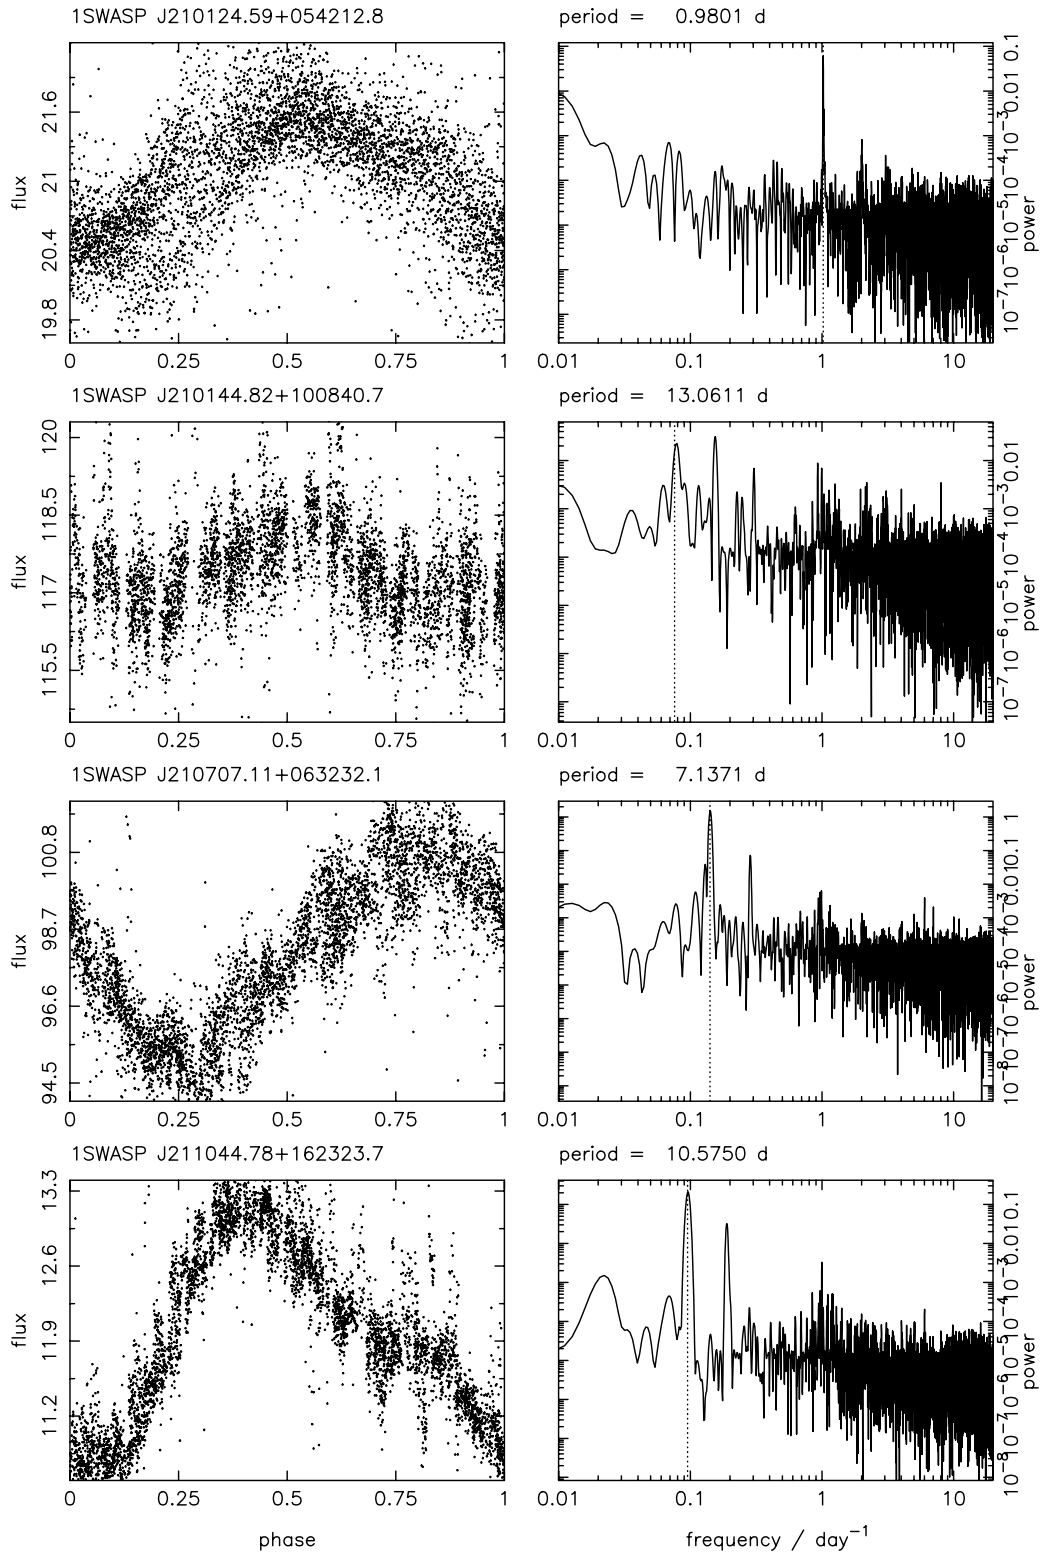 1SWASP J210124.59+054212.8 period = 0.9801 d
flux 19.8 20.4 21 21.6
0 0.25 0.5 0.75 1
power 10⁻⁷ 10⁻⁶ 10⁻⁵ 10⁻⁴ 10⁻³ 0.01 0.1
0.01 0.1 1 10
1SWASP J210144.82+100840.7 period = 13.0611 d
flux 115.5 117 118.5 120
0 0.25 0.5 0.75 1
power 10⁻⁷ 10⁻⁶ 10⁻⁵ 10⁻⁴ 10⁻³ 0.01
0.01 0.1 1 10
1SWASP J210707.11+063232.1 period = 7.1371 d
flux 94.5 96.6 98.7 100.8
0 0.25 0.5 0.75 1
power 10⁻⁸ 10⁻⁷ 10⁻⁶ 10⁻⁵ 10⁻⁴ 10⁻³ 0.01 0.1 1
0.01 0.1 1 10
1SWASP J211044.78+162323.7 period = 10.5750 d
flux 11.2 11.9 12.6 13.3
0 0.25 0.5 0.75 1
power 10⁻⁸ 10⁻⁷ 10⁻⁶ 10⁻⁵ 10⁻⁴ 10⁻³ 0.01 0.1
0.01 0.1 1 10
phase frequency / day⁻¹